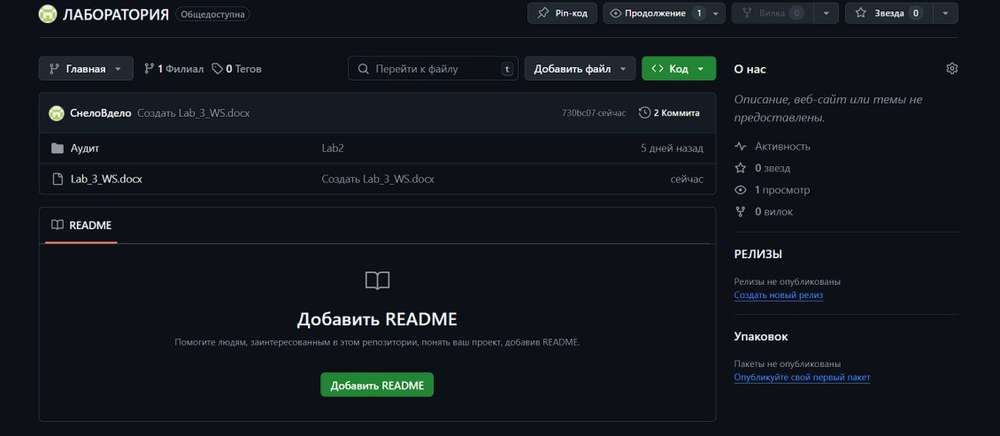 ЛАБОРАТОРИЯ Общедоступна Pin-код Продолжение 1 Вилка 0 Звезда 0
Главная 1 Филиал 0 Тегов Перейти к файлу t Добавить файл Код
СнелоВдело Создать Lab_3_WS.docx 730bc07·сейчас 2 Коммита
Аудит Lab2 5 дней назад
Lab_3_WS.docx Создать Lab_3_WS.docx сейчас
README
Добавить README
Помогите людям, заинтересованным в этом репозитории, понять ваш проект, добавив README.
Добавить README
О нас
Описание, веб-сайт или темы не
предоставлены.
Активность
0 звезд
1 просмотр
0 вилок
РЕЛИЗЫ
Релизы не опубликованы
Создать новый релиз
Упаковок
Пакеты не опубликованы
Опубликуйте свой первый пакет